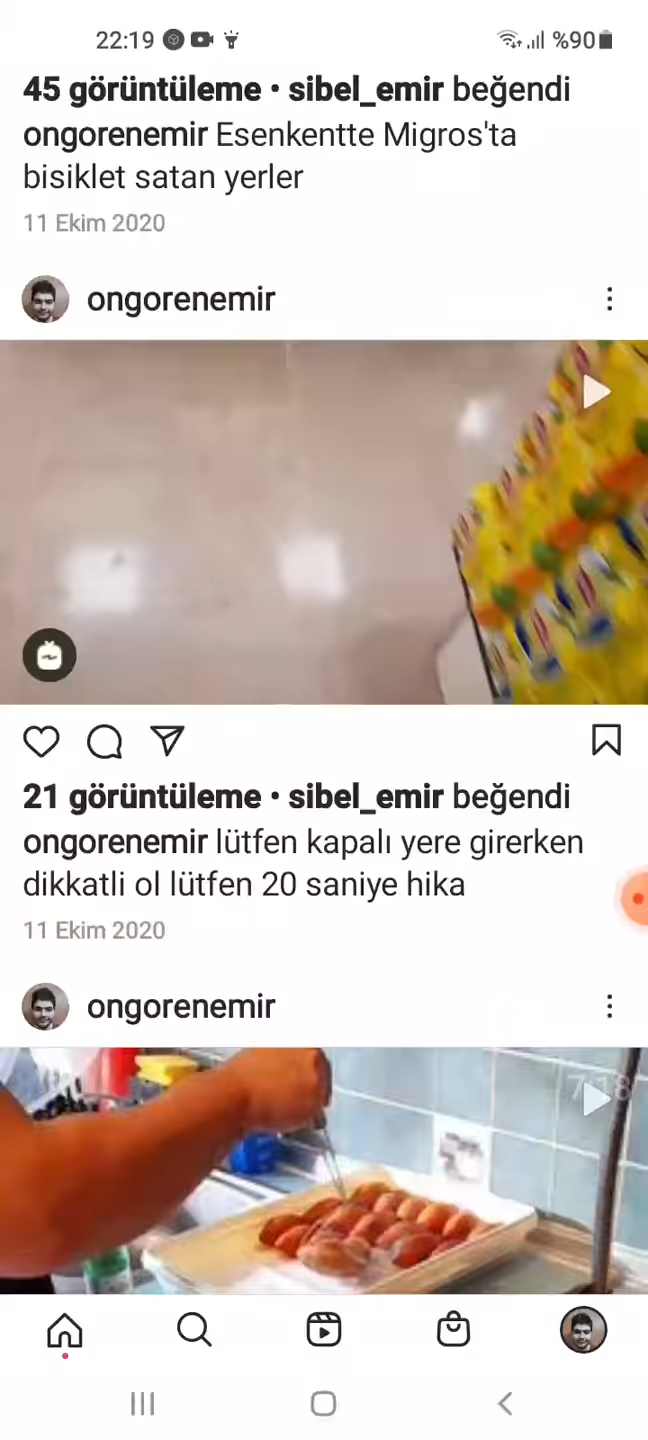 22:19 %90
45 görüntüleme • sibel_emir beğendi
ongorenemir Esenkentte Migros'ta
bisiklet satan yerler
11 Ekim 2020
ongorenemir
21 görüntüleme • sibel_emir beğendi
ongorenemir lütfen kapalı yere girerken
dikkatli ol lütfen 20 saniye hika
11 Ekim 2020
ongorenemir